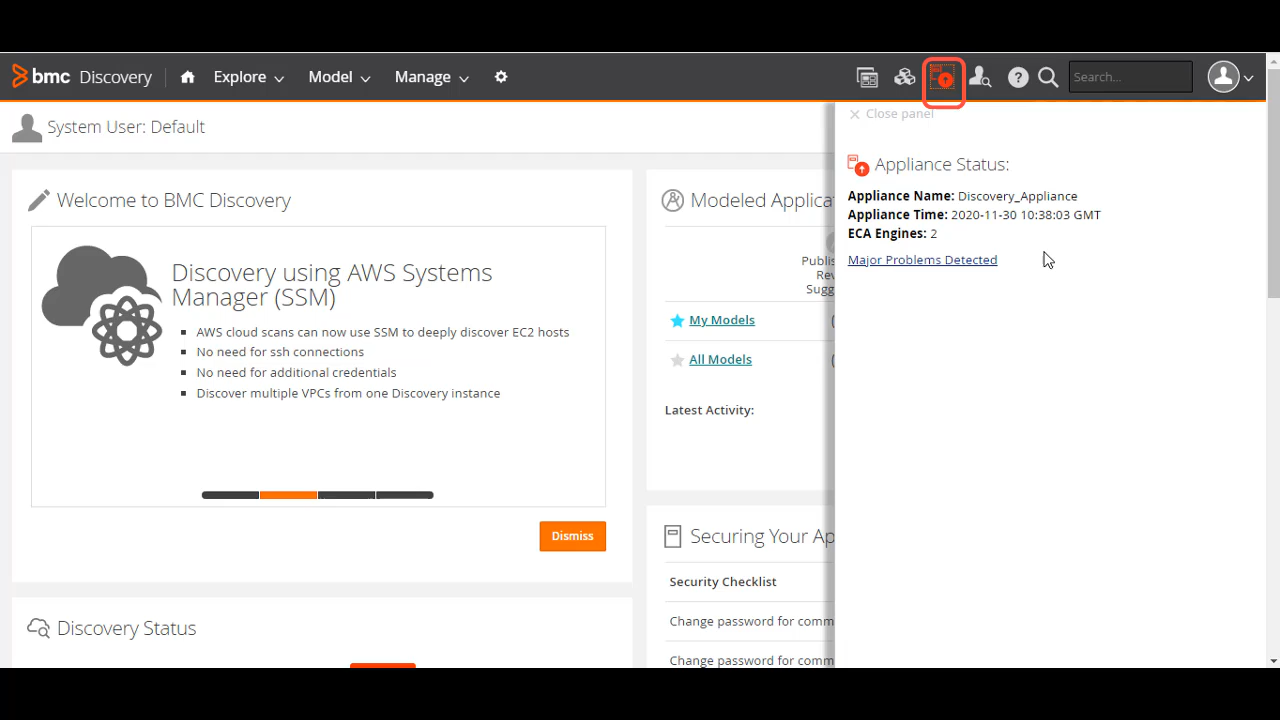 bmc Discovery
Explore
Model
Manage
Search...
System User: Default
Close panel
Welcome to BMC Discovery
Discovery using AWS Systems
Manager (SSM)
AWS cloud scans can now use SSM to deeply discover EC2 hosts
No need for ssh connections
No need for additional credentials
Discover multiple VPCs from one Discovery instance
Dismiss
Discovery Status
Modeled Applica
Publis
Rev
Sugg
My Models
All Models
Latest Activity:
Securing Your Ap
Security Checklist
Change password for comm
Change password for comm
Appliance Status:
Appliance Name: Discovery_Appliance
Appliance Time: 2020-11-30 10:38:03 GMT
ECA Engines: 2
Major Problems Detected